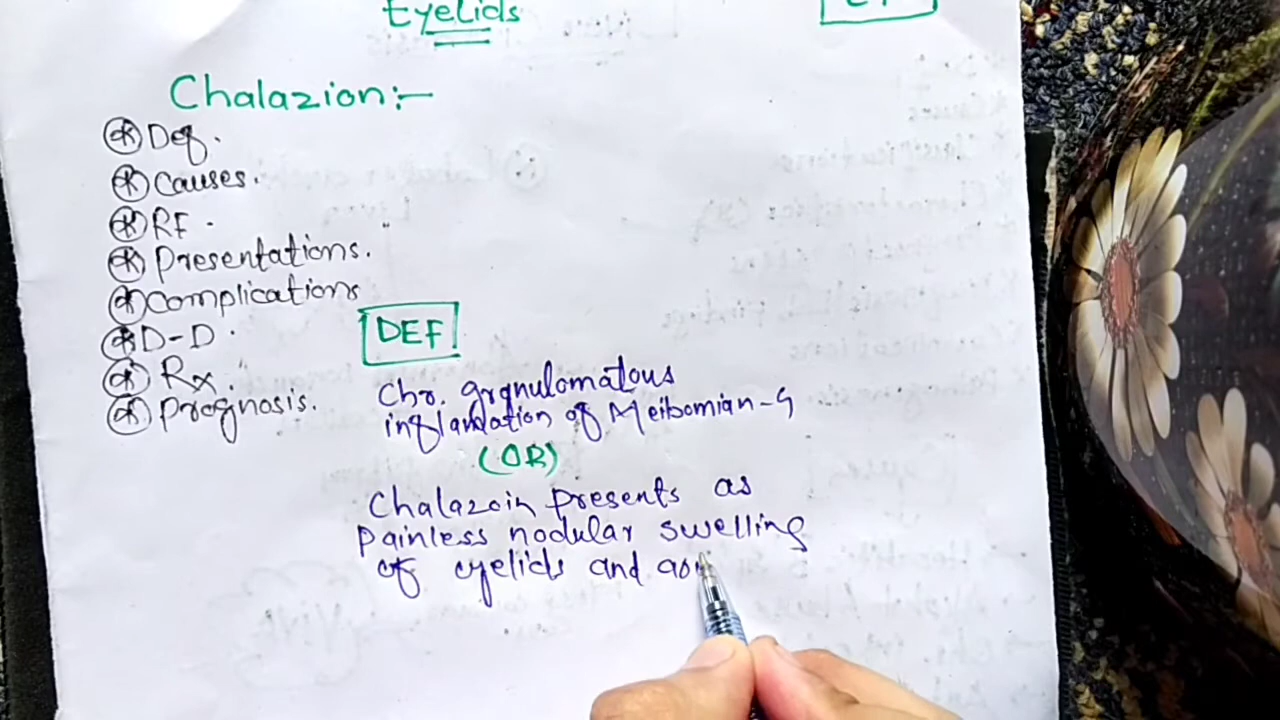 Eyelids
Chalazion:-
Def.
Causes.
RF.
Presentations.
Complications
D-D.
Rx.
Prognosis.
DEF
Chr. granulomatous
inflamation of Meibomian-G
(OR)
Chalazoin presents as
Painless nodular swelling
of eyelids and